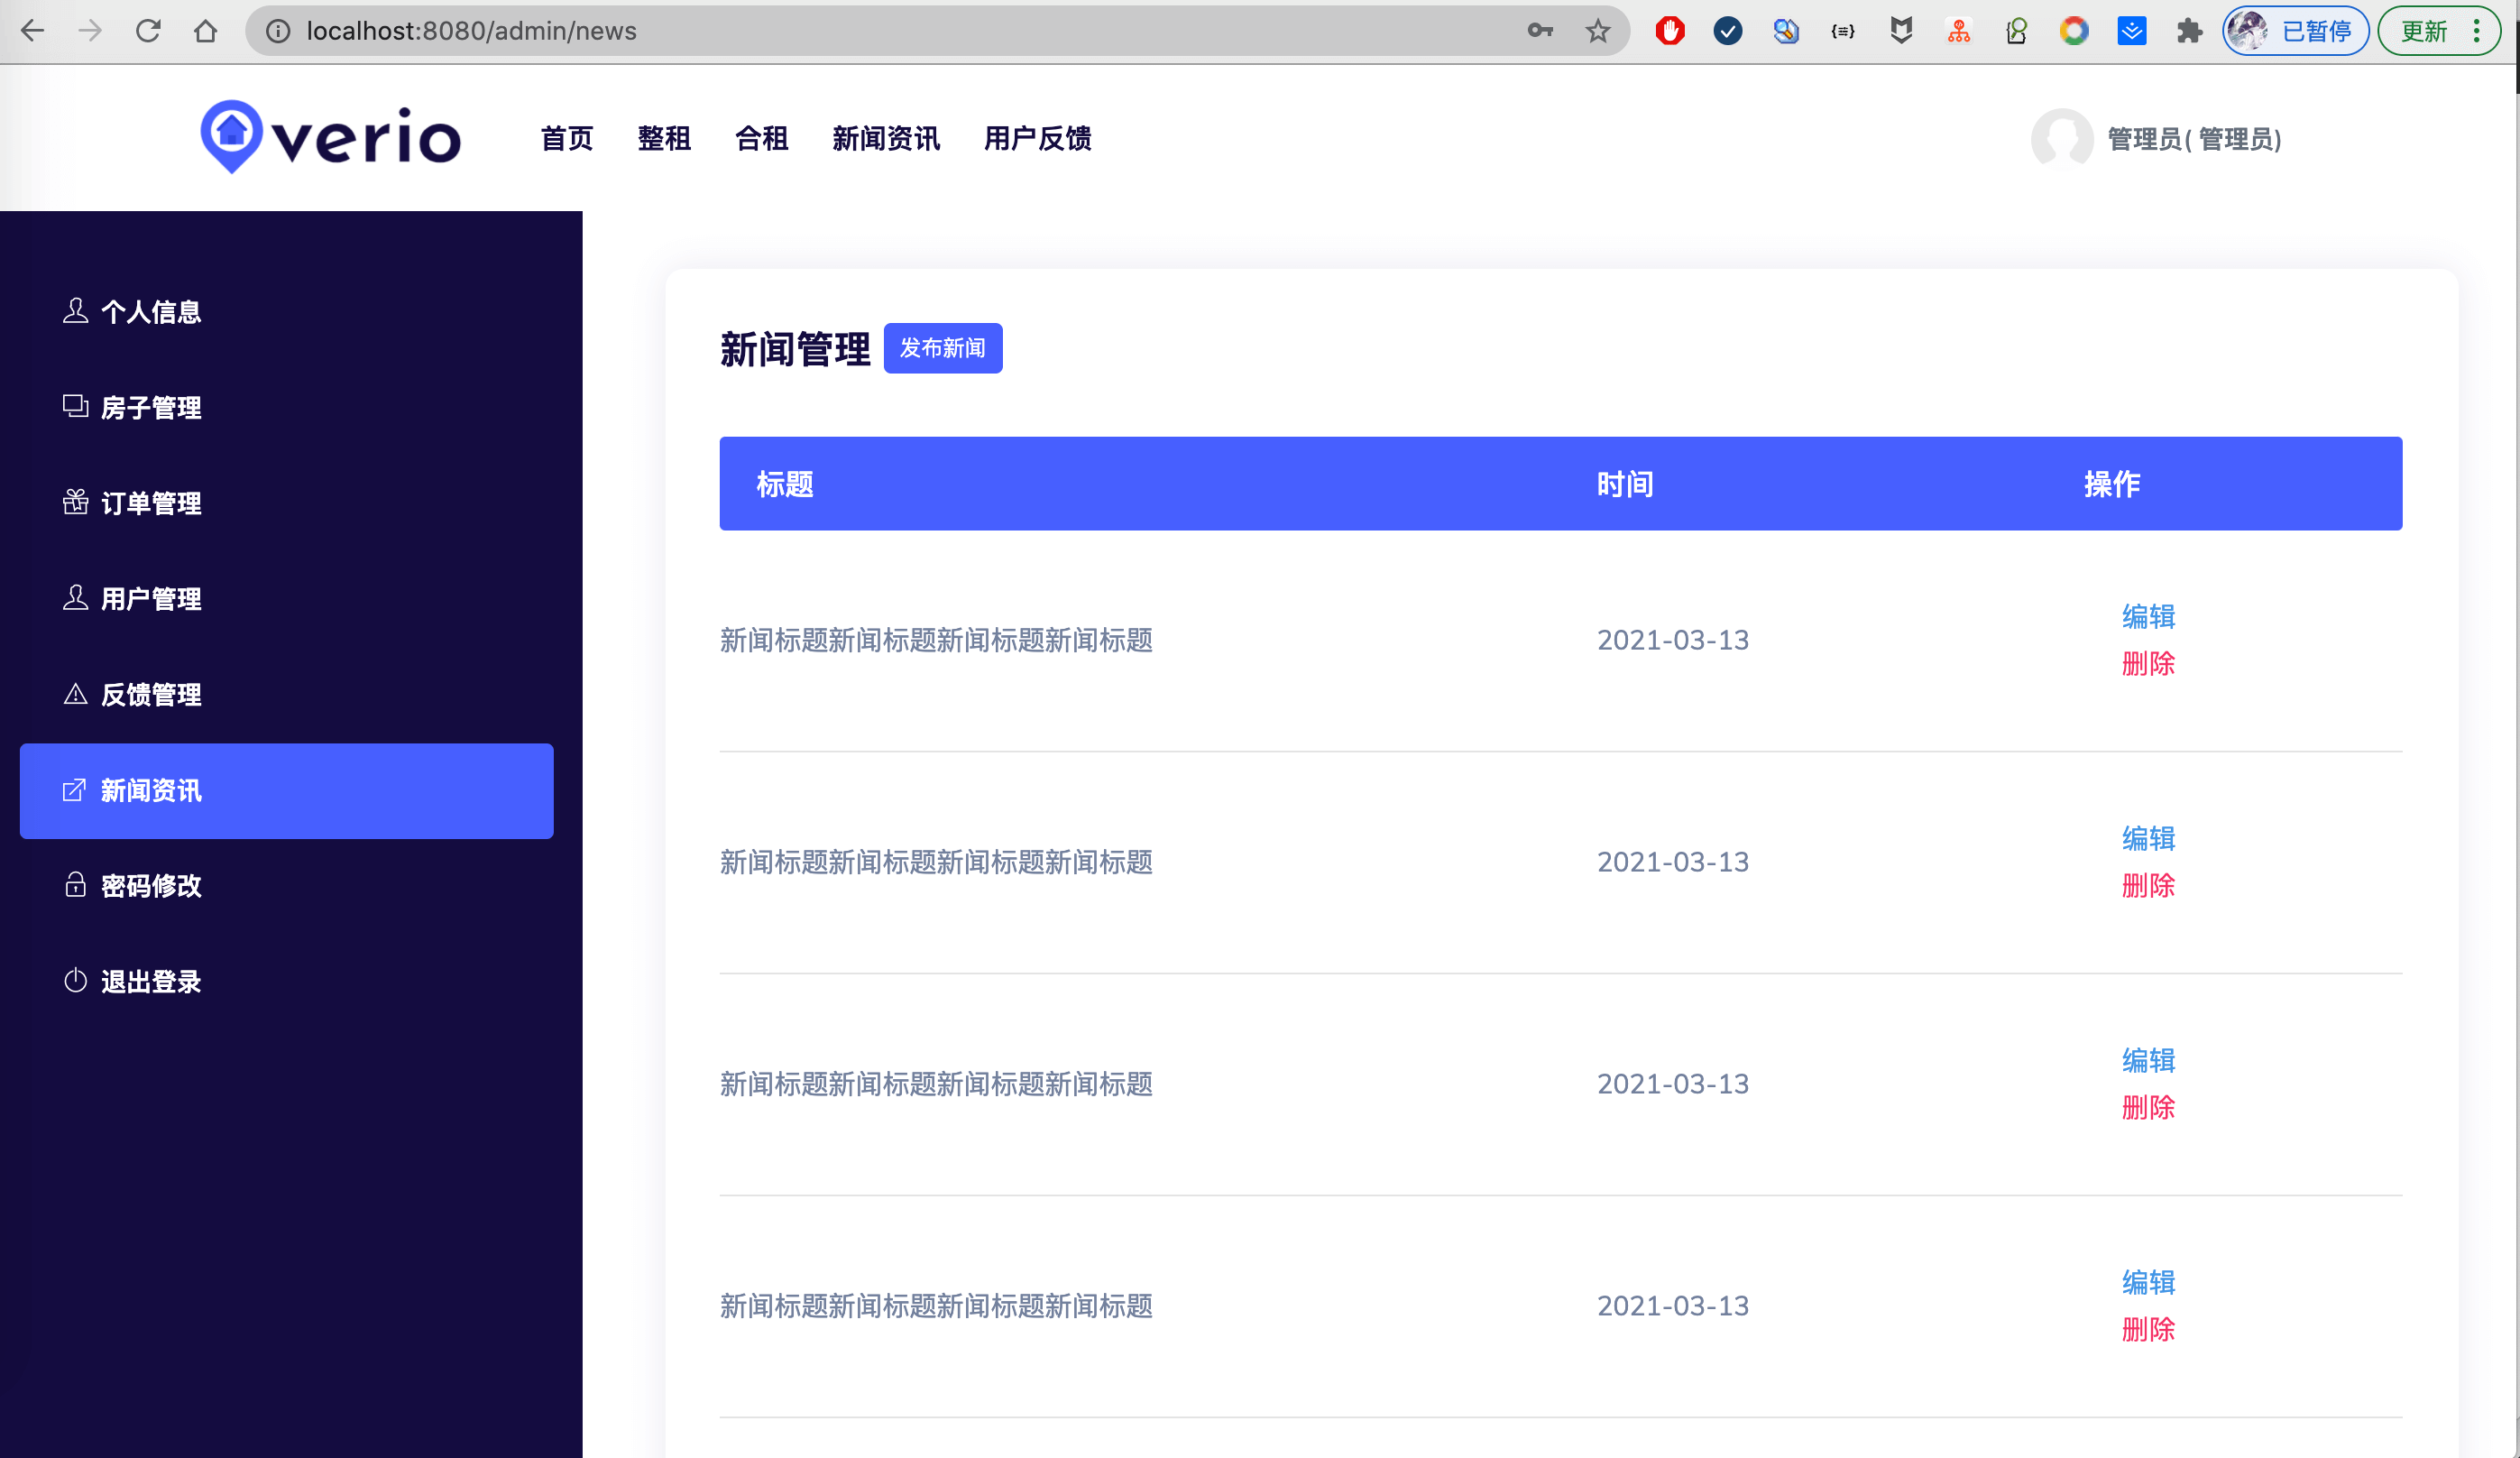 localhost:8080/admin/news
已暂停
更新
verio
首页 整租 合租 新闻资讯 用户反馈
管理员( 管理员)
个人信息
房子管理
订单管理
用户管理
反馈管理
新闻资讯
密码修改
退出登录
新闻管理 发布新闻
标题 时间 操作
新闻标题新闻标题新闻标题新闻标题 2021-03-13 编辑
删除
新闻标题新闻标题新闻标题新闻标题 2021-03-13 编辑
删除
新闻标题新闻标题新闻标题新闻标题 2021-03-13 编辑
删除
新闻标题新闻标题新闻标题新闻标题 2021-03-13 编辑
删除